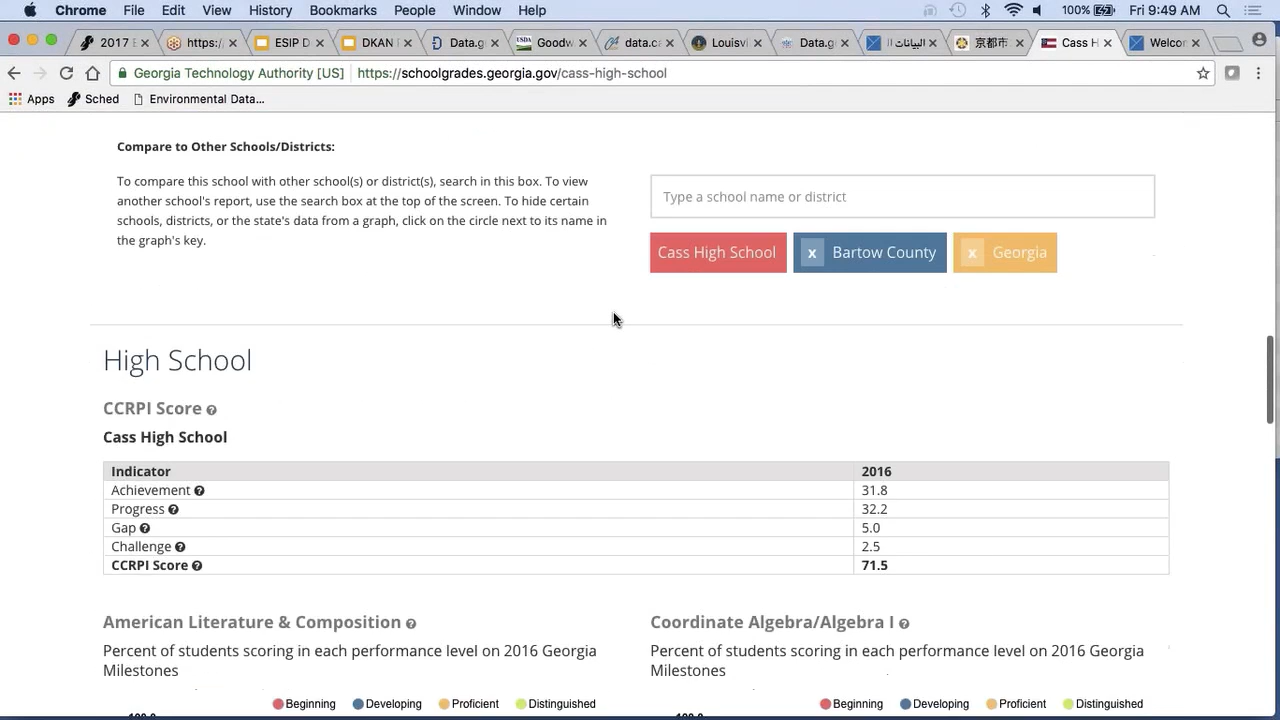 Chrome File Edit View History Bookmarks People Window Help 100% Fri 9:49 AM
2017 E https:/ ESIP D DKAN Data.g Goodw data.ca Louisvi Data.g البيانات 京都市 Cass H Welcor
Georgia Technology Authority [US] https://schoolgrades.georgia.gov/cass-high-school
Apps Sched Environmental Data...
Compare to Other Schools/Districts:
To compare this school with other school(s) or district(s), search in this box. To view
another school's report, use the search box at the top of the screen. To hide certain
schools, districts, or the state's data from a graph, click on the circle next to its name in
the graph's key.
Type a school name or district
Cass High School x Bartow County x Georgia
High School
CCRPI Score ?
Cass High School
Indicator 2016
Achievement ? 31.8
Progress ? 32.2
Gap ? 5.0
Challenge ? 2.5
CCRPI Score ? 71.5
American Literature & Composition ?
Percent of students scoring in each performance level on 2016 Georgia
Milestones
Beginning Developing Proficient Distinguished
100.0
Coordinate Algebra/Algebra I ?
Percent of students scoring in each performance level on 2016 Georgia
Milestones
Beginning Developing Proficient Distinguished
100.0